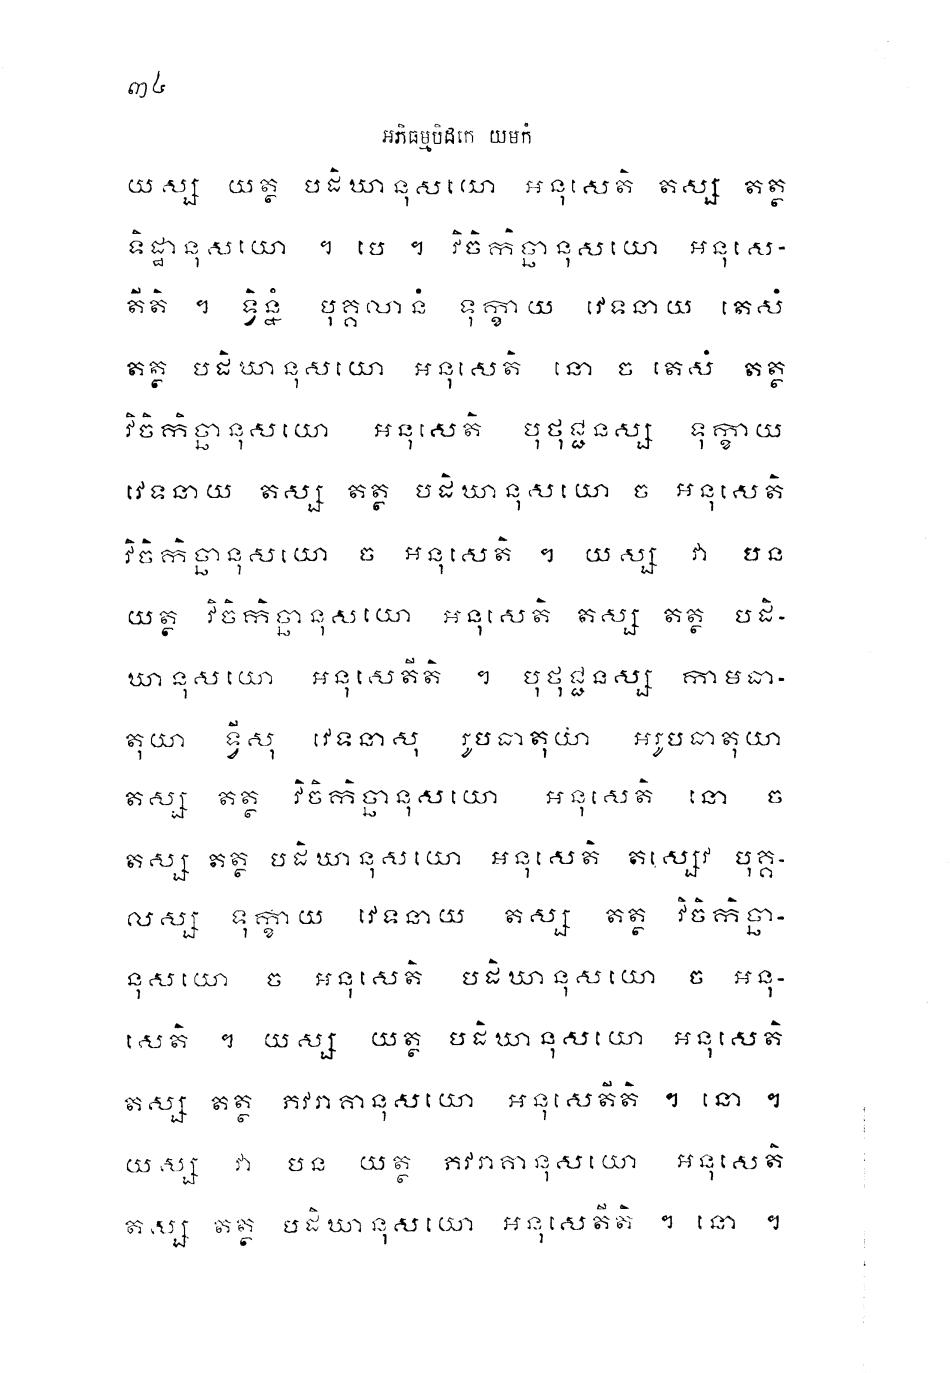 ៣៤
អភិធម្មបិដកេ យមកំ
យស្ស យត្ថ បដិឃានុសយោ អនុសេតិ តស្ស តត្ថ
ទិដ្ឋានុសយោ ។ បេ ។ វិចិកិច្ឆានុសយោ អនុសេ-
តីតិ ។ ទ្វិន្នំ បុគ្គលានំ ទុក្ខាយ វេទនាយ តេសំ
តត្ថ បដិឃានុសយោ អនុសេតិ នោ ច តេសំ តត្ថ
វិចិកិច្ឆានុសយោ អនុសេតិ បុថុជ្ជនស្ស ទុក្ខាយ
វេទនាយ តស្ស តត្ថ បដិឃានុសយោ ច អនុសេតិ
វិចិកិច្ឆានុសយោ ច អនុសេតិ ។ យស្ស វា បន
យត្ថ វិចិកិច្ឆានុសយោ អនុសេតិ តស្ស តត្ថ បដិ-
ឃានុសយោ អនុសេតីតិ ។ បុថុជ្ជនស្ស កាមធា-
តុយា ទ្វីសុ វេទនាសុ រូបធាតុយា អរូបធាតុយា
តស្ស តត្ថ វិចិកិច្ឆានុសយោ អនុសេតិ នោ ច
តស្ស តត្ថ បដិឃានុសយោ អនុសេតិ តស្សេវ បុគ្គ-
លស្ស ទុក្ខាយ វេទនាយ តស្ស តត្ថ វិចិកិច្ឆា-
នុសយោ ច អនុសេតិ បដិឃានុសយោ ច អនុ-
សេតិ ។ យស្ស យត្ថ បដិឃានុសយោ អនុសេតិ
តស្ស តត្ថ ភវរាគានុសយោ អនុសេតីតិ ។ នោ ។
យស្ស វា បន យត្ថ ភវរាគានុសយោ អនុសេតិ
តស្ស តត្ថ បដិឃានុសយោ អនុសេតីតិ ។ នោ ។